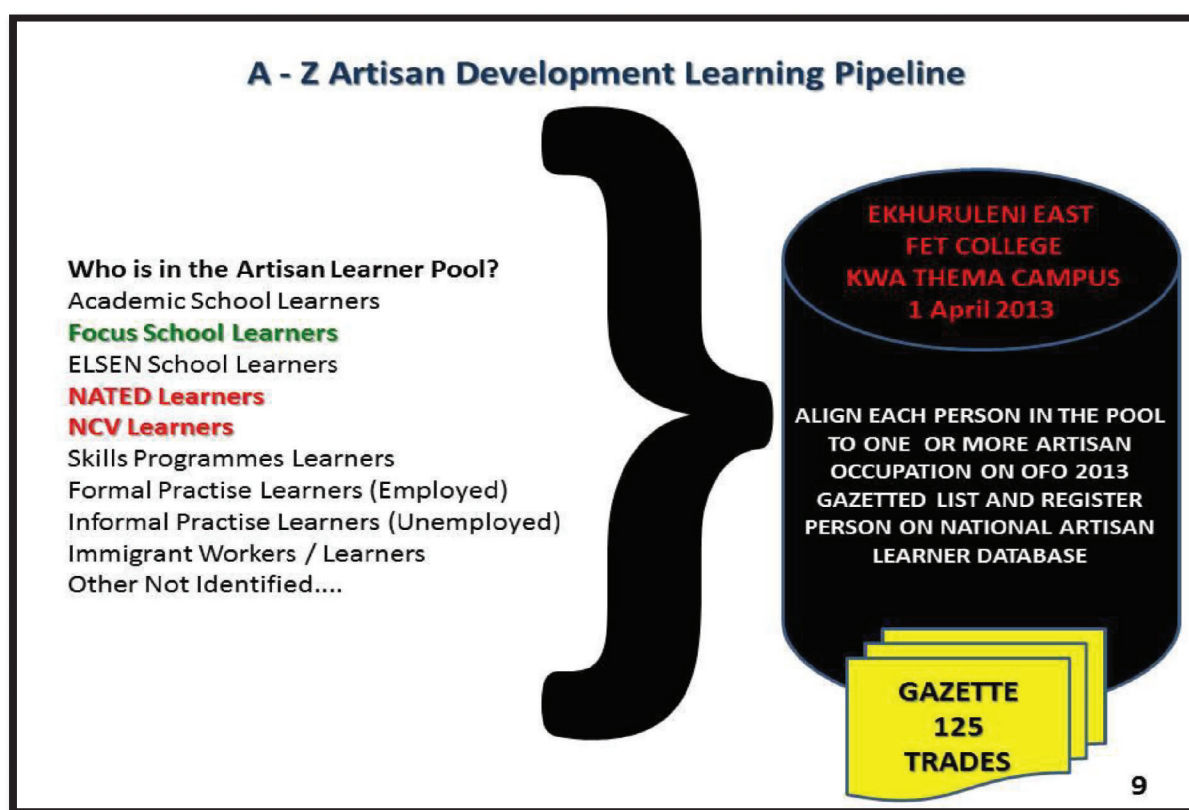 A - Z Artisan Development Learning Pipeline
Who is in the Artisan Learner Pool?
Academic School Learners
Focus School Learners
ELSEN School Learners
NATED Learners
NCV Learners
Skills Programmes Learners
Formal Practise Learners (Employed)
Informal Practise Learners (Unemployed)
Immigrant Workers / Learners
Other Not Identified....
EKHURULENI EAST
FET COLLEGE
KWA THEMA CAMPUS
1 April 2013
ALIGN EACH PERSON IN THE POOL
TO ONE OR MORE ARTISAN
OCCUPATION ON OFO 2013
GAZETTED LIST AND REGISTER
PERSON ON NATIONAL ARTISAN
LEARNER DATABASE
GAZETTE
125
TRADES
9